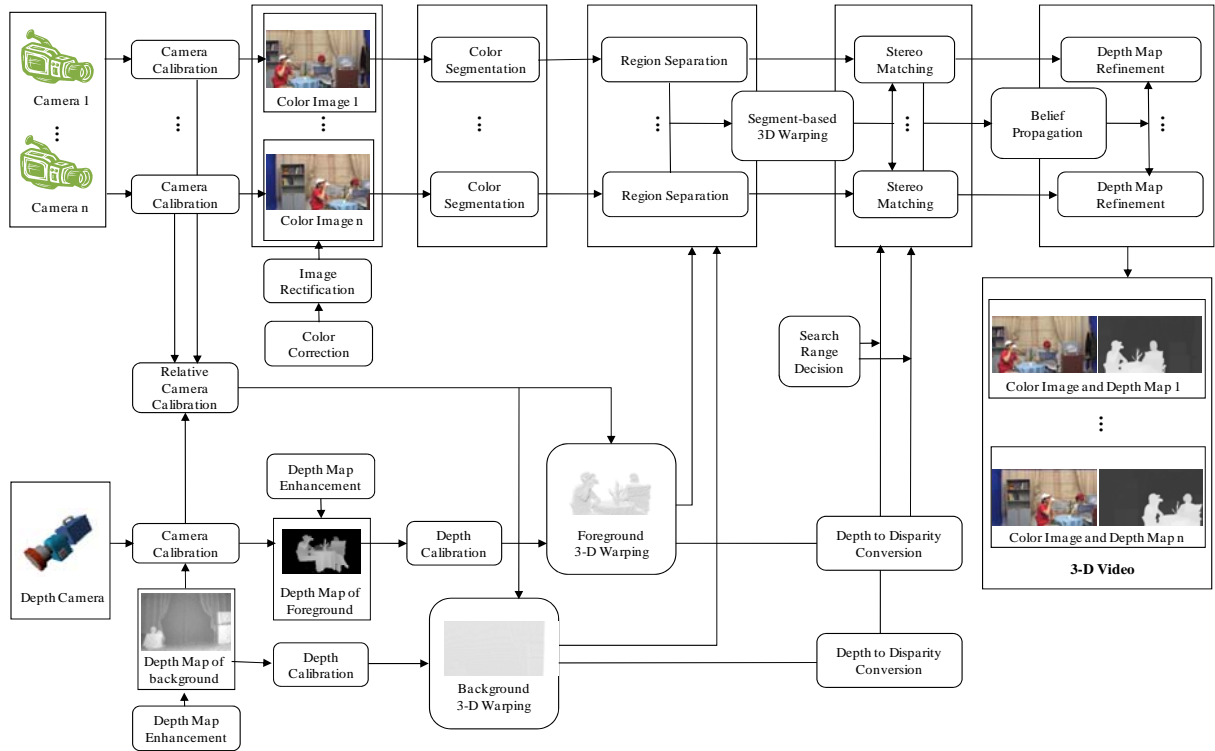 Camera 1
⋮
Camera n
Camera
Calibration
⋮
Camera
Calibration
Color Image 1
⋮
Color Image n
Image
Rectification
Color
Correction
Color
Segmentation
⋮
Color
Segmentation
Region Separation
⋮
Region Separation
Segment-based
3D Warping
Stereo
Matching
⋮
Stereo
Matching
Belief
Propagation
Depth Map
Refinement
⋮
Depth Map
Refinement
Search
Range
Decision
Color Image and Depth Map 1
⋮
Color Image and Depth Map n
3-D Video
Relative
Camera
Calibration
Depth Camera
Camera
Calibration
Depth Map
Enhancement
Depth Map of
Foreground
Depth
Calibration
Foreground
3-D Warping
Depth to Disparity
Conversion
Depth Map of
background
Depth Map
Enhancement
Depth
Calibration
Background
3-D Warping
Depth to Disparity
Conversion